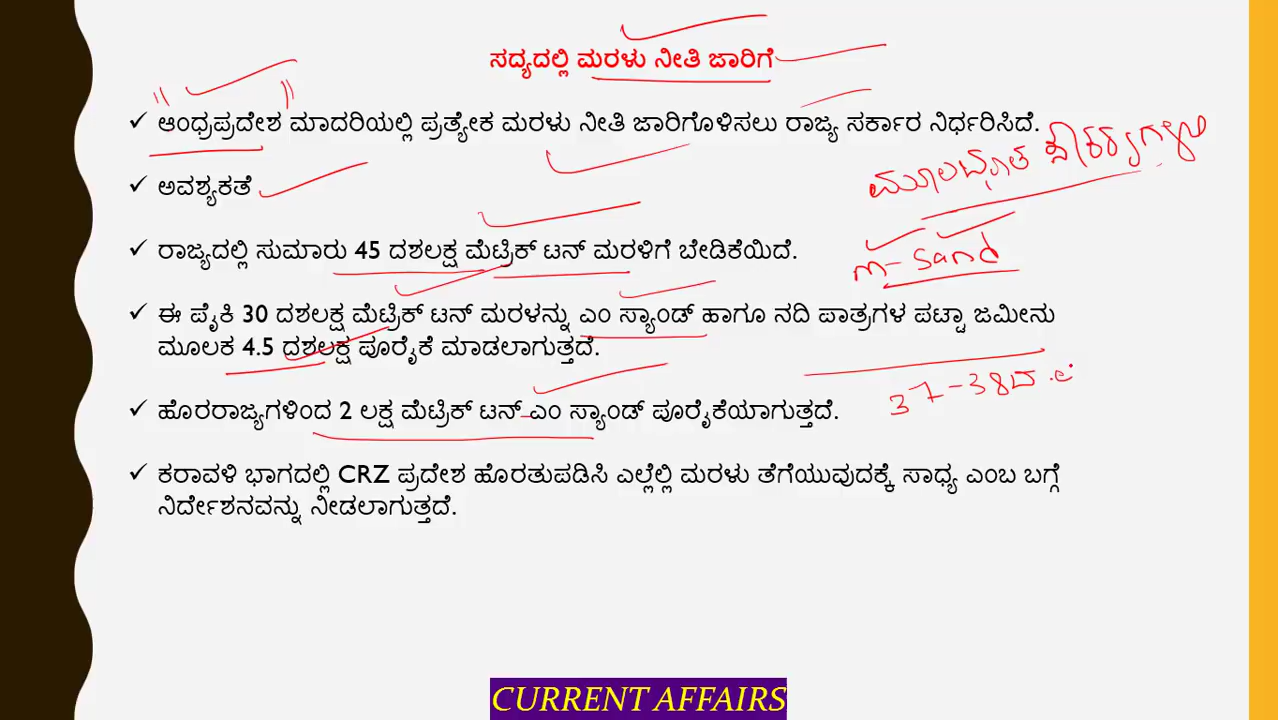 ಸದ್ಯದಲ್ಲಿ ಮರಳು ನೀತಿ ಜಾರಿಗೆ
✓ ಆಂಧ್ರಪ್ರದೇಶ ಮಾದರಿಯಲ್ಲಿ ಪ್ರತ್ಯೇಕ ಮರಳು ನೀತಿ ಜಾರಿಗೊಳಿಸಲು ರಾಜ್ಯ ಸರ್ಕಾರ ನಿರ್ಧರಿಸಿದೆ.
ಮೂಲಭೂತ
✓ ಅವಶ್ಯಕತೆ
✓ ರಾಜ್ಯದಲ್ಲಿ ಸುಮಾರು 45 ದಶಲಕ್ಷ ಮೆಟ್ರಿಕ್ ಟನ್ ಮರಳಿಗೆ ಬೇಡಿಕೆಯಿದೆ.
m-sand
✓ ಈ ಪೈಕಿ 30 ದಶಲಕ್ಷ ಮೆಟ್ರಿಕ್ ಟನ್ ಮರಳನ್ನು ಎಂ ಸ್ಯಾಂಡ್ ಹಾಗೂ ನದಿ ಪಾತ್ರಗಳ ಪಟ್ಟಾ ಜಮೀನು
ಮೂಲಕ 4.5 ದಶಲಕ್ಷ ಪೂರೈಕೆ ಮಾಡಲಾಗುತ್ತದೆ.
37-38ದ.ಲ
✓ ಹೊರರಾಜ್ಯಗಳಿಂದ 2 ಲಕ್ಷ ಮೆಟ್ರಿಕ್ ಟನ್ ಎಂ ಸ್ಯಾಂಡ್ ಪೂರೈಕೆಯಾಗುತ್ತದೆ.
✓ ಕರಾವಳಿ ಭಾಗದಲ್ಲಿ CRZ ಪ್ರದೇಶ ಹೊರತುಪಡಿಸಿ ಎಲ್ಲೆಲ್ಲಿ ಮರಳು ತೆಗೆಯುವುದಕ್ಕೆ ಸಾಧ್ಯ ಎಂಬ ಬಗ್ಗೆ
ನಿರ್ದೇಶನವನ್ನು ನೀಡಲಾಗುತ್ತದೆ.
CURRENT AFFAIRS